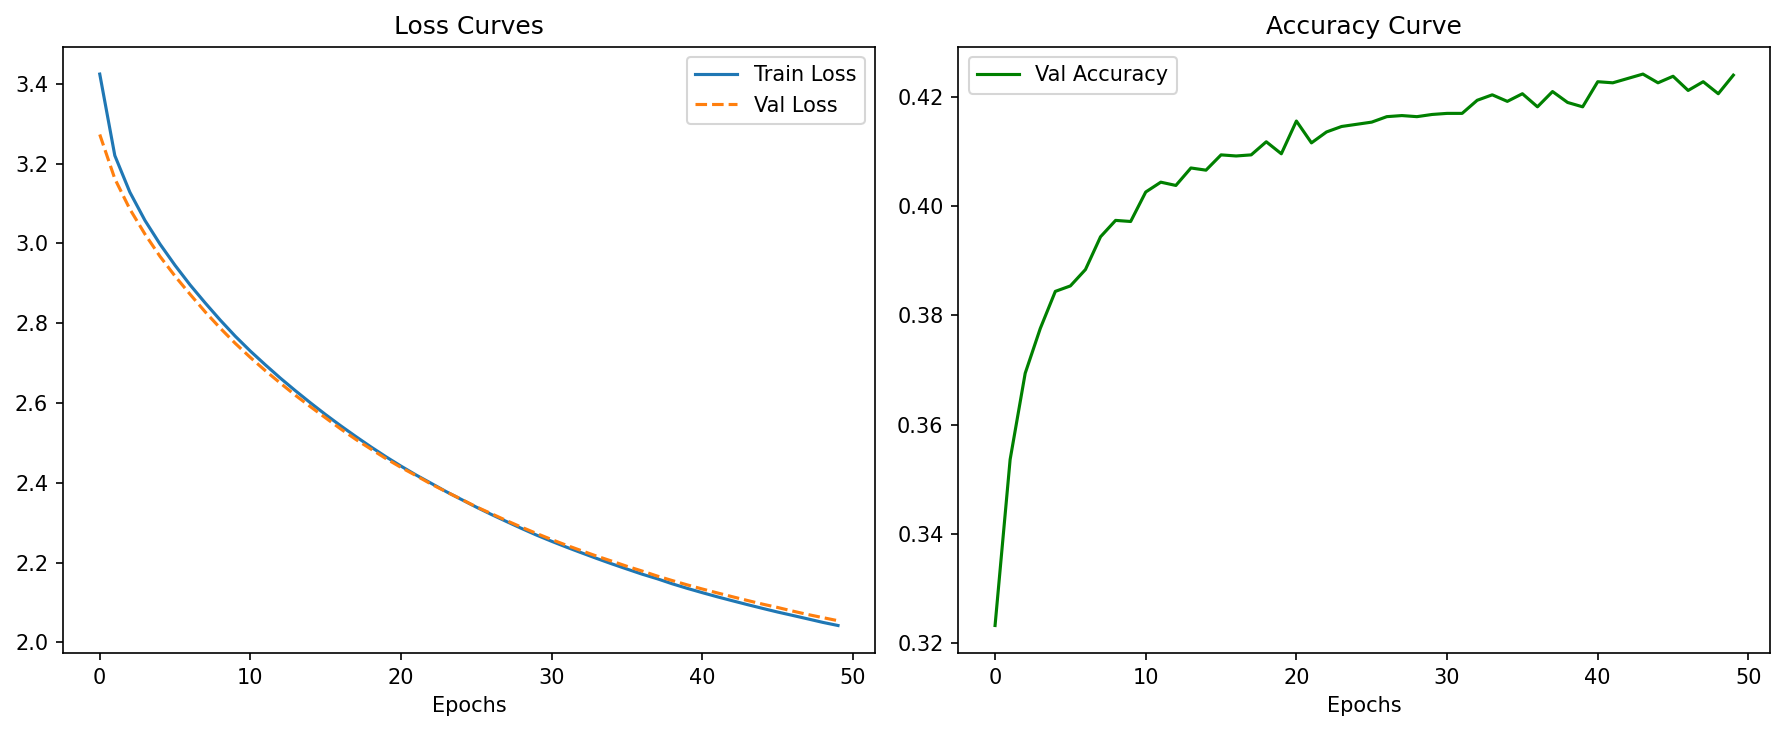 Loss Curves
Train Loss
Val Loss
3.4
3.2
3.0
2.8
2.6
2.4
2.2
2.0
0 10 20 30 40 50
Epochs
Accuracy Curve
Val Accuracy
0.42
0.40
0.38
0.36
0.34
0.32
0 10 20 30 40 50
Epochs